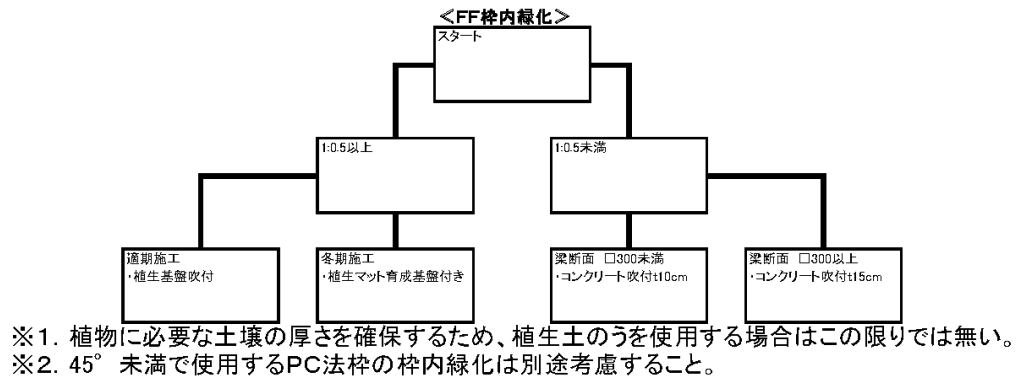 ＜ＦＦ枠内緑化＞
スタート
1:0.5以上
1:0.5未満
適期施工
・植生基盤吹付
冬期施工
・植生マット育成基盤付き
梁断面　□300未満
・コンクリート吹付t10cm
梁断面　□300以上
・コンクリート吹付t15cm
※１．植物に必要な土壌の厚さを確保するため、植生土のうを使用する場合はこの限りでは無い。
※２．45°未満で使用するＰＣ法枠の枠内緑化は別途考慮すること。